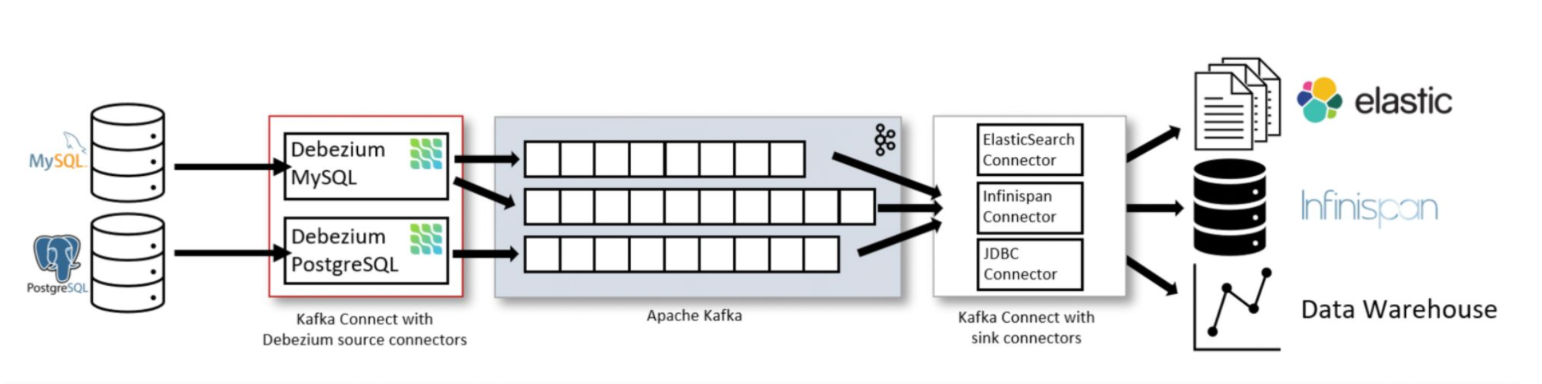 MySQL
PostgreSQL
Debezium
MySQL
Debezium
PostgreSQL
Kafka Connect with
Debezium source connectors
Apache Kafka
ElasticSearch
Connector
Infinispan
Connector
JDBC
Connector
Kafka Connect with
sink connectors
elastic
Infinispan
Data Warehouse